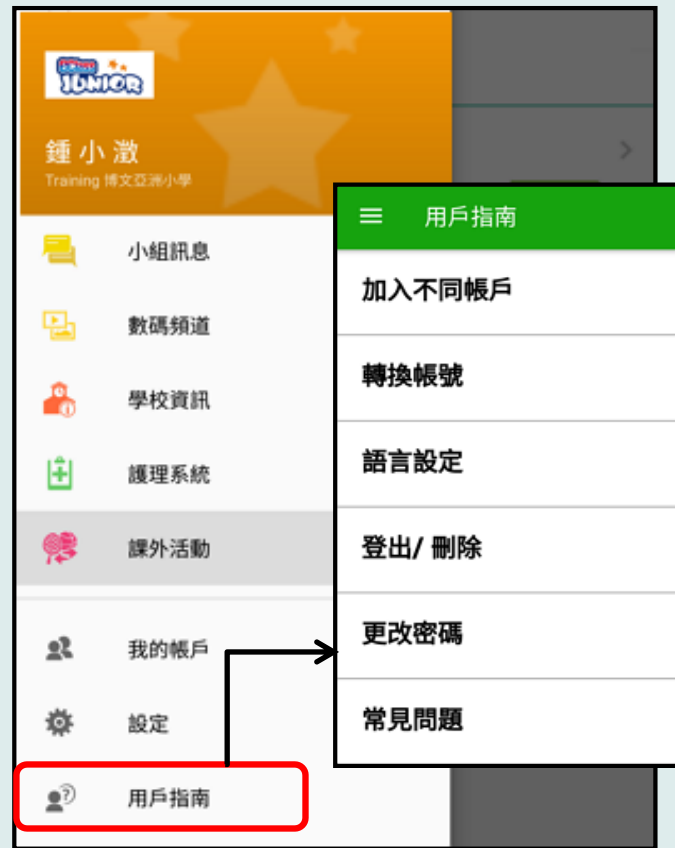 JUNIOR
鍾小澂
Training 博文亞洲小學
小組訊息
數碼頻道
學校資訊
護理系統
課外活動
我的帳戶
設定
用戶指南
用戶指南
加入不同帳戶
轉換帳號
語言設定
登出/ 刪除
更改密碼
常見問題